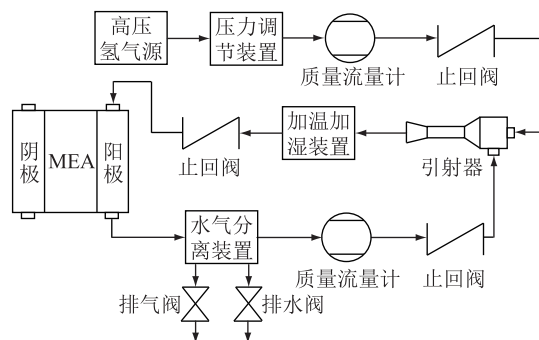 高压
氢气源
压力调
节装置
质量流量计
止回阀
阴极
MEA
阳极
止回阀
加温加
湿装置
引射器
水气分
离装置
质量流量计
止回阀
排气阀
排水阀